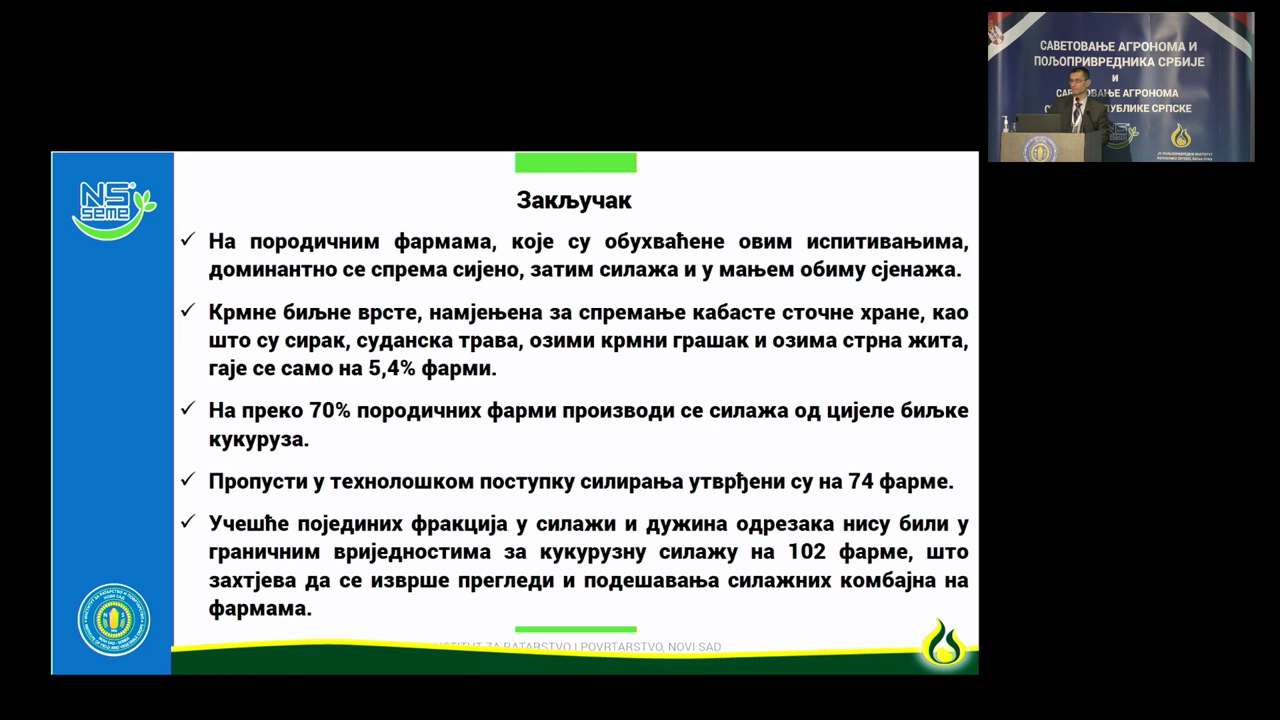 САВЕТОВАЊЕ АГРОНОМА И
ПОЉОПРИВРЕДНИКА СРБИЈЕ
И
САВЕТОВАЊЕ АГРОНОМА
РЕПУБЛИКЕ СРПСКЕ
NS®
seme
Закључак
✓ На породичним фармама, које су обухваћене овим испитивањима,
доминантно се спрема сијено, затим силажа и у мањем обиму сјенажа.
✓ Крмне биљне врсте, намјењена за спремање кабасте сточне хране, као
што су сирак, суданска трава, озими крмни грашак и озима стрна жита,
гаје се само на 5,4% фарми.
✓ На преко 70% породичних фарми производи се силажа од цијеле биљке
кукуруза.
✓ Пропусти у технолошком поступку силирања утврђени су на 74 фарме.
✓ Учешће појединих фракција у силажи и дужина одрезака нису били у
граничним вриједностима за кукурузну силажу на 102 фарме, што
захтјева да се изврше прегледи и подешавања силажних комбајна на
фармама.
INSTITUT ZA RATARSTVO I POVRTARSTVO, NOVI SAD